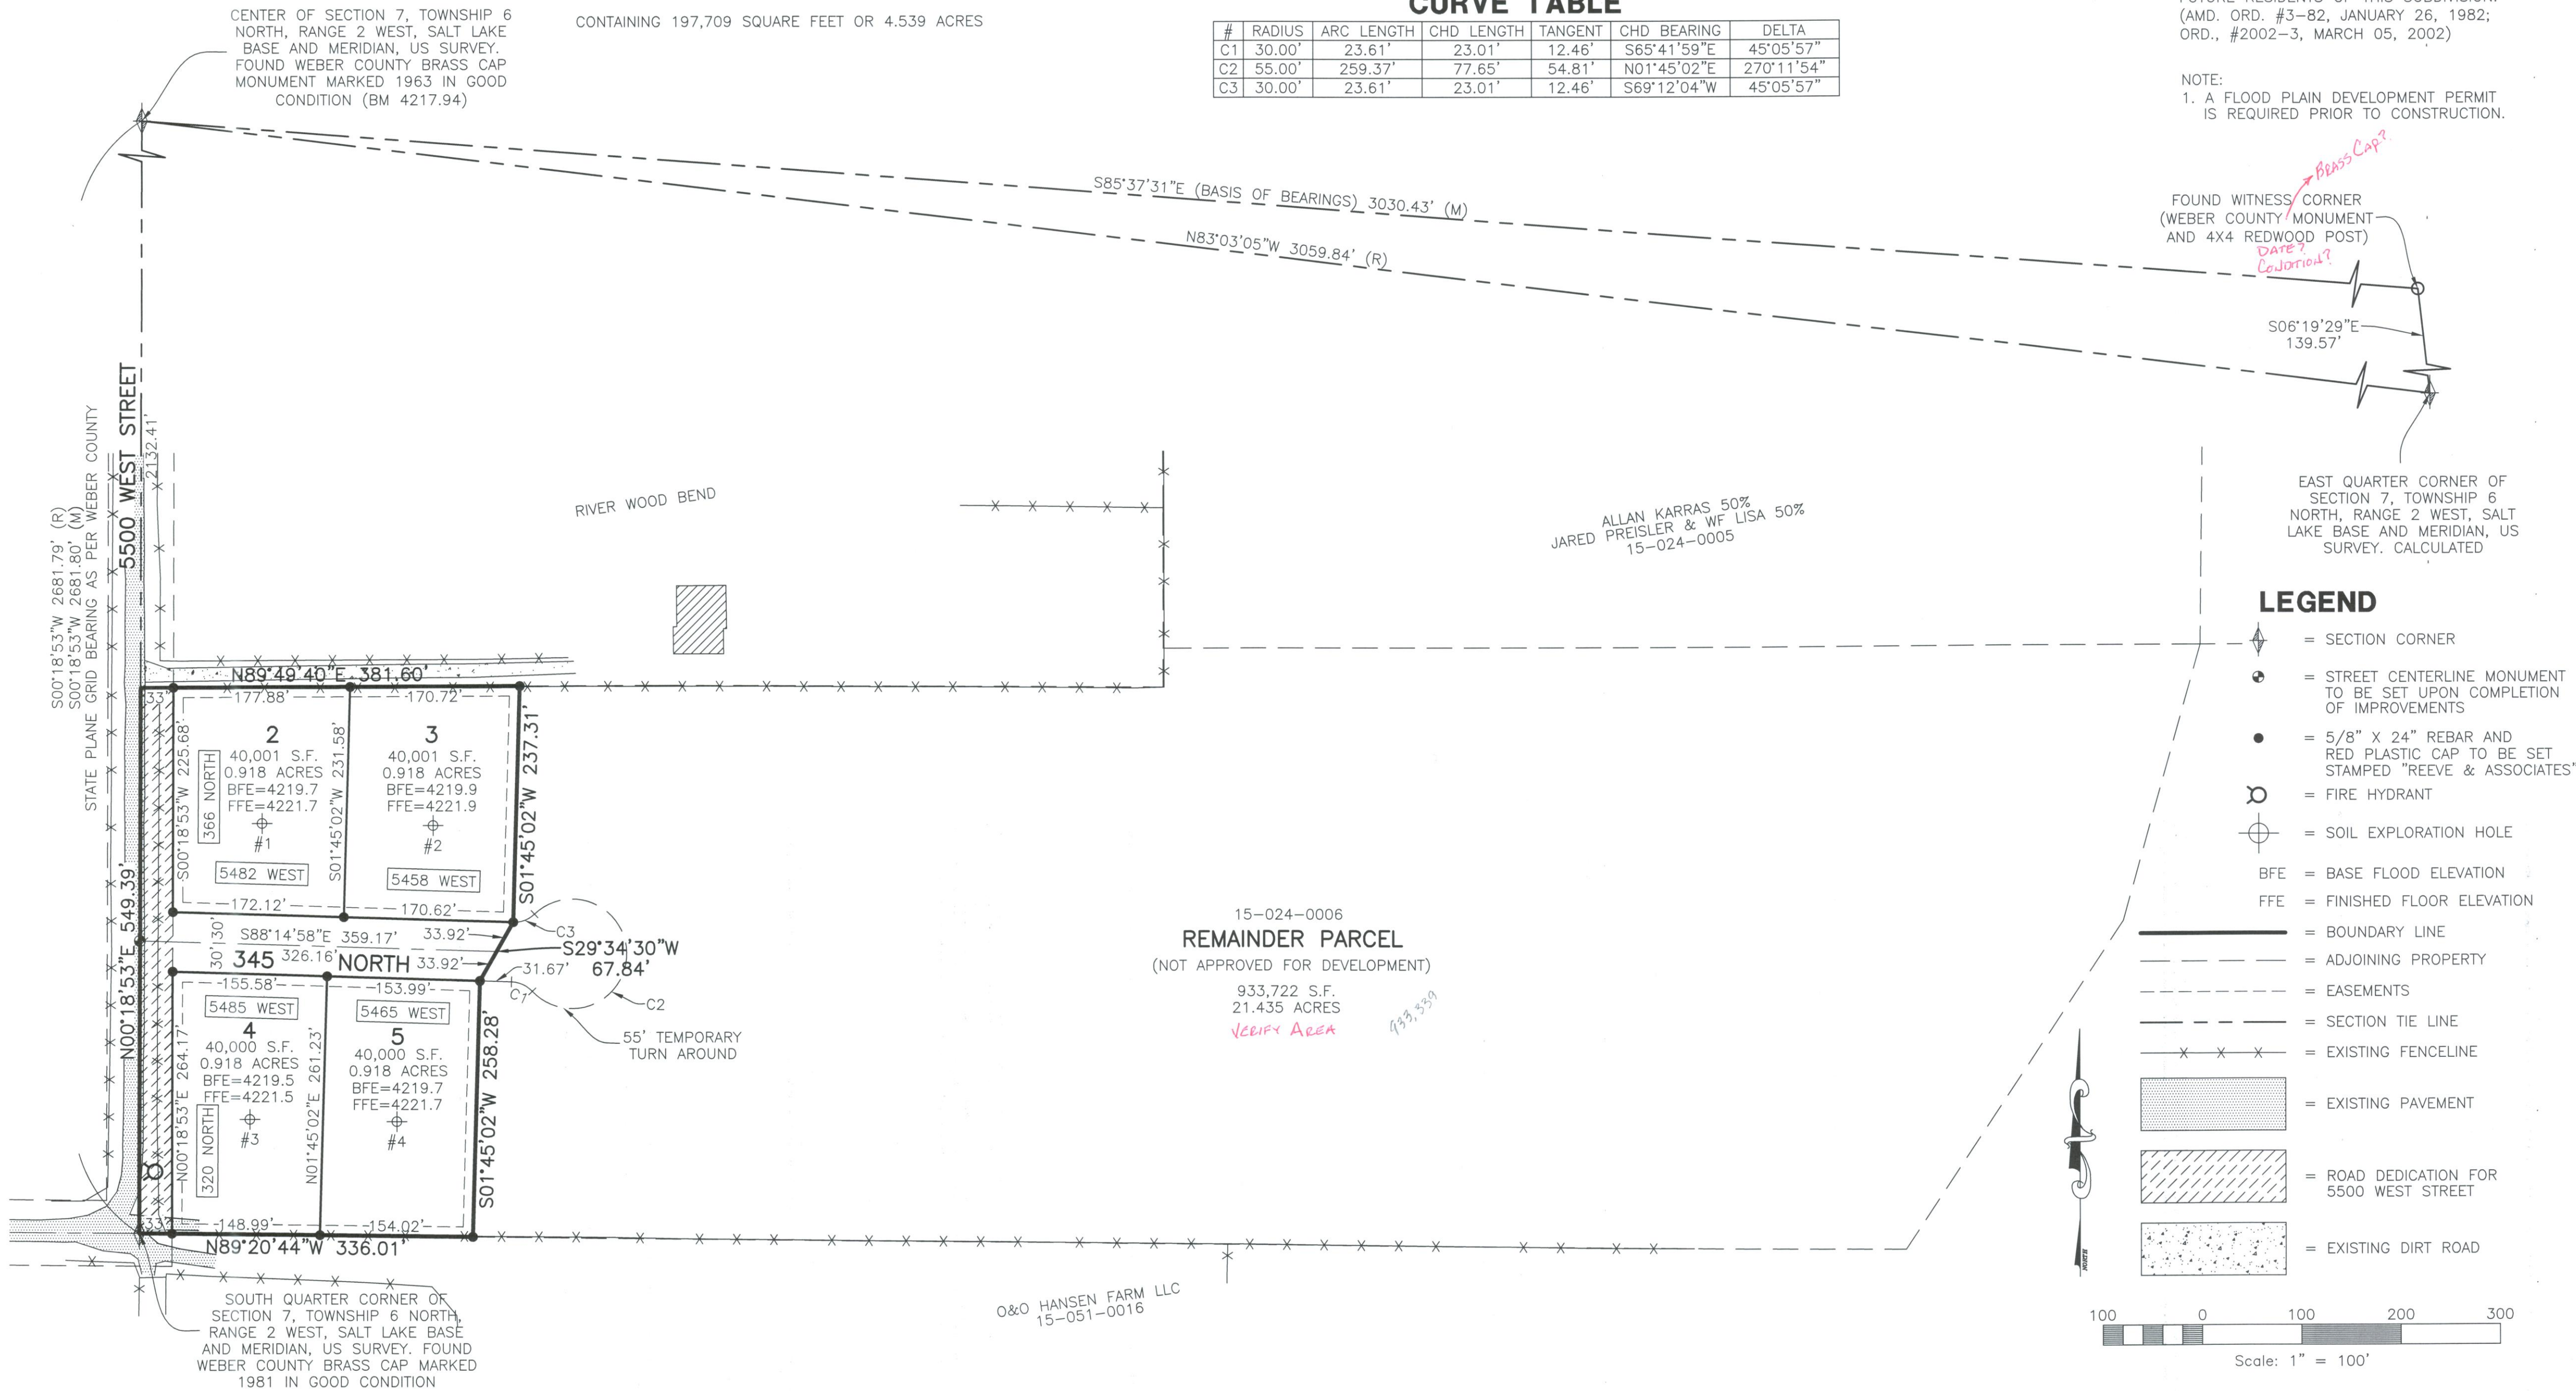 CENTER OF SECTION 7, TOWNSHIP 6
NORTH, RANGE 2 WEST, SALT LAKE
BASE AND MERIDIAN, US SURVEY.
FOUND WEBER COUNTY BRASS CAP
MONUMENT MARKED 1963 IN GOOD
CONDITION (BM 4217.94)
CONTAINING 197,709 SQUARE FEET OR 4.539 ACRES
CURVE TABLE
# RADIUS ARC LENGTH CHD LENGTH TANGENT CHD BEARING DELTA
C1 30.00' 23.61' 23.01' 12.46' S65°41'59"E 45°05'57"
C2 55.00' 259.37' 77.65' 54.81' N01°45'02"E 270°11'54"
C3 30.00' 23.61' 23.01' 12.46' S69°12'04"W 45°05'57"
FUTURE RESIDENTS OF THIS SUBDIVISION.
(AMD. ORD. #3-82, JANUARY 26, 1982;
ORD., #2002-3, MARCH 05, 2002)
NOTE:
1. A FLOOD PLAIN DEVELOPMENT PERMIT
IS REQUIRED PRIOR TO CONSTRUCTION.
BRASS CAP?
FOUND WITNESS CORNER
(WEBER COUNTY MONUMENT
AND 4X4 REDWOOD POST)
DATE?
CONDITION?
S85°37'31"E (BASIS OF BEARINGS) 3030.43' (M)
N83°03'05"W 3059.84' (R)
S06°19'29"E
139.57'
EAST QUARTER CORNER OF
SECTION 7, TOWNSHIP 6
NORTH, RANGE 2 WEST, SALT
LAKE BASE AND MERIDIAN, US
SURVEY. CALCULATED
S00°18'53"W 2681.79' (R)
S00°18'53"W 2681.80' (M)
STATE PLANE GRID BEARING AS PER WEBER COUNTY
5500 WEST STREET
2132.41'
RIVER WOOD BEND
ALLAN KARRAS 50%
JARED PREISLER & WF LISA 50%
15-024-0005
N89°49'40"E 381.60'
33'
177.88'
170.72'
2
40,001 S.F.
0.918 ACRES
BFE=4219.7
FFE=4221.7
#1
366 NORTH
5482 WEST
S00°18'53"W 225.68'
S01°45'02"W 231.58'
3
40,001 S.F.
0.918 ACRES
BFE=4219.9
FFE=4221.9
#2
5458 WEST
S01°45'02"W 237.31'
172.12'
170.62'
N00°18'53"E 549.39'
30'
30'
S88°14'58"E 359.17'
33.92'
345 NORTH
326.16'
33.92'
C3
S29°34'30"W
67.84'
31.67'
C1
C2
55' TEMPORARY
TURN AROUND
155.58'
153.99'
5485 WEST
4
40,000 S.F.
0.918 ACRES
BFE=4219.5
FFE=4221.5
#3
320 NORTH
N00°18'53"E 264.17'
N01°45'02"E 261.23'
5465 WEST
5
40,000 S.F.
0.918 ACRES
BFE=4219.7
FFE=4221.7
#4
S01°45'02"W 258.28'
33'
148.99'
154.02'
N89°20'44"W 336.01'
SOUTH QUARTER CORNER OF
SECTION 7, TOWNSHIP 6 NORTH,
RANGE 2 WEST, SALT LAKE BASE
AND MERIDIAN, US SURVEY. FOUND
WEBER COUNTY BRASS CAP MARKED
1981 IN GOOD CONDITION
15-024-0006
REMAINDER PARCEL
(NOT APPROVED FOR DEVELOPMENT)
933,722 S.F.
21.435 ACRES
VERIFY AREA
933,339
O&O HANSEN FARM LLC
15-051-0016
LEGEND
= SECTION CORNER
= STREET CENTERLINE MONUMENT
TO BE SET UPON COMPLETION
OF IMPROVEMENTS
= 5/8" X 24" REBAR AND
RED PLASTIC CAP TO BE SET
STAMPED "REEVE & ASSOCIATES"
= FIRE HYDRANT
= SOIL EXPLORATION HOLE
BFE = BASE FLOOD ELEVATION
FFE = FINISHED FLOOR ELEVATION
= BOUNDARY LINE
= ADJOINING PROPERTY
= EASEMENTS
= SECTION TIE LINE
= EXISTING FENCELINE
= EXISTING PAVEMENT
= ROAD DEDICATION FOR
5500 WEST STREET
= EXISTING DIRT ROAD
NORTH
100 0 100 200 300
Scale: 1" = 100'